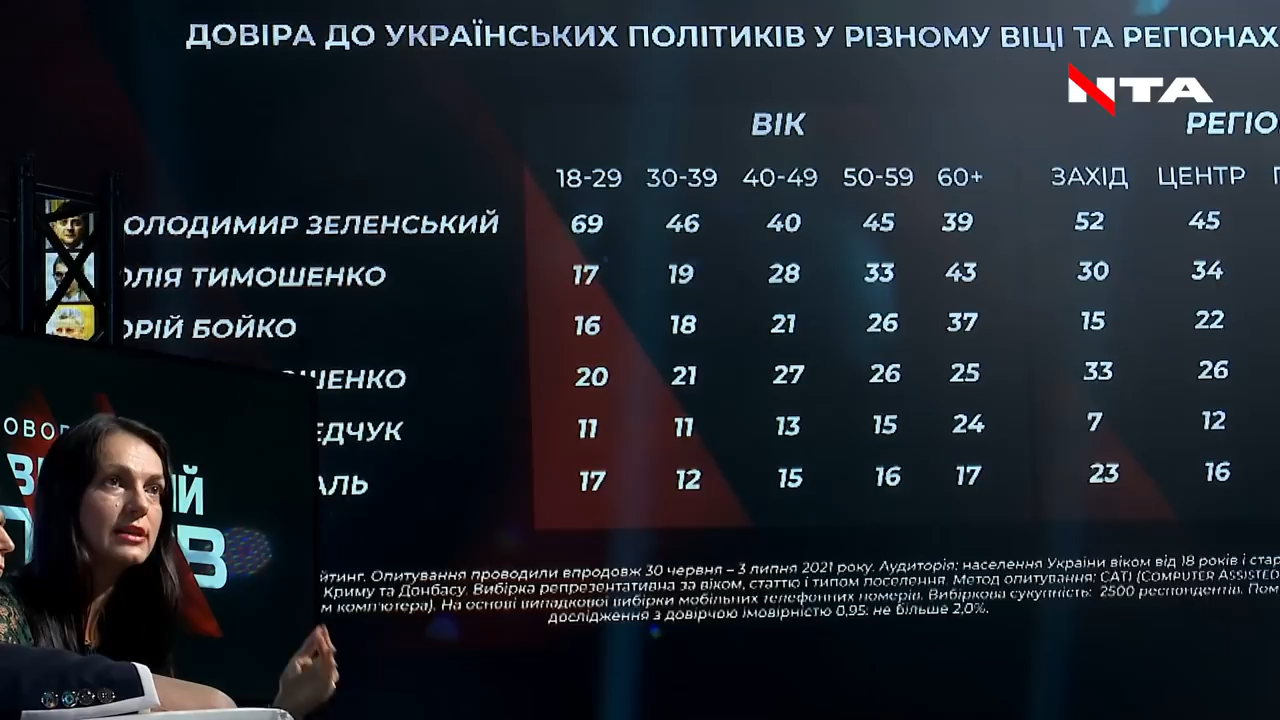 ДОВІРА ДО УКРАЇНСЬКИХ ПОЛІТИКІВ У РІЗНОМУ ВІЦІ ТА РЕГІОНАХ
NTA
ВІК РЕГІО
18-29 30-39 40-49 50-59 60+ ЗАХІД ЦЕНТР
ОЛОДИМИР ЗЕЛЕНСЬКИЙ 69 46 40 45 39 52 45
ЛІЯ ТИМОШЕНКО 17 19 28 33 43 30 34
РІЙ БОЙКО 16 18 21 26 37 15 22
ШЕНКО 20 21 27 26 25 33 26
ЕДЧУК 11 11 13 15 24 7 12
АЛЬ 17 12 15 16 17 23 16
йтинг. Опитування проводили впродовж 30 червня – 3 липня 2021 року. Аудиторія: населення України віком від 18 років і стар
Криму та Донбасу. Вибірка репрезентативна за віком, статтю і типом поселення. Метод опитування: CATI (COMPUTER ASSISTED
м комп'ютера). На основі випадкової вибірки мобільних телефонних номерів. Вибіркова сукупність: 2500 респондентів. Пом
дослідження з довірчою імовірністю 0,95: не більше 2,0%.
ОВОГ
ИЙ
В